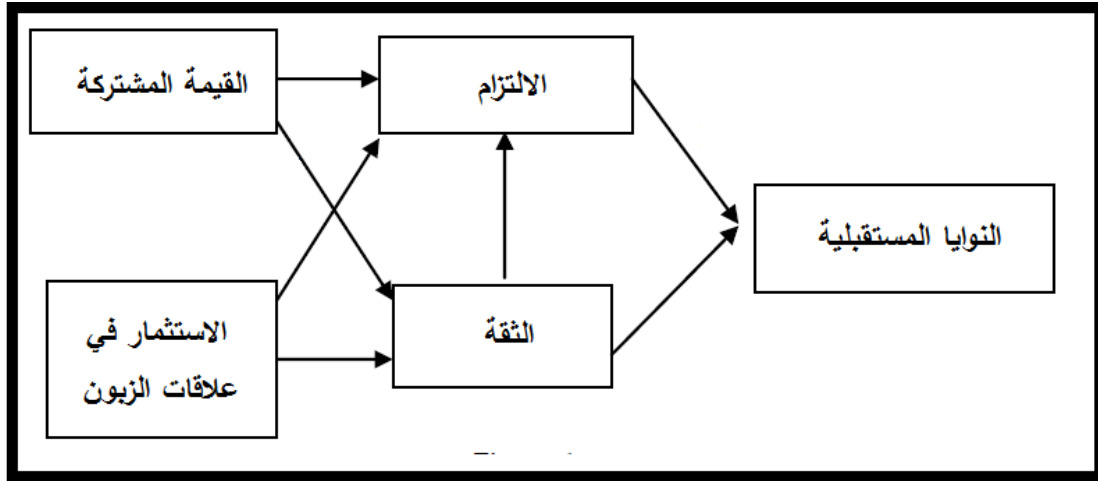 القيمة المشتركة
الالتزام
النوايا المستقبلية
الاستثمار في
علاقات الزبون
الثقة